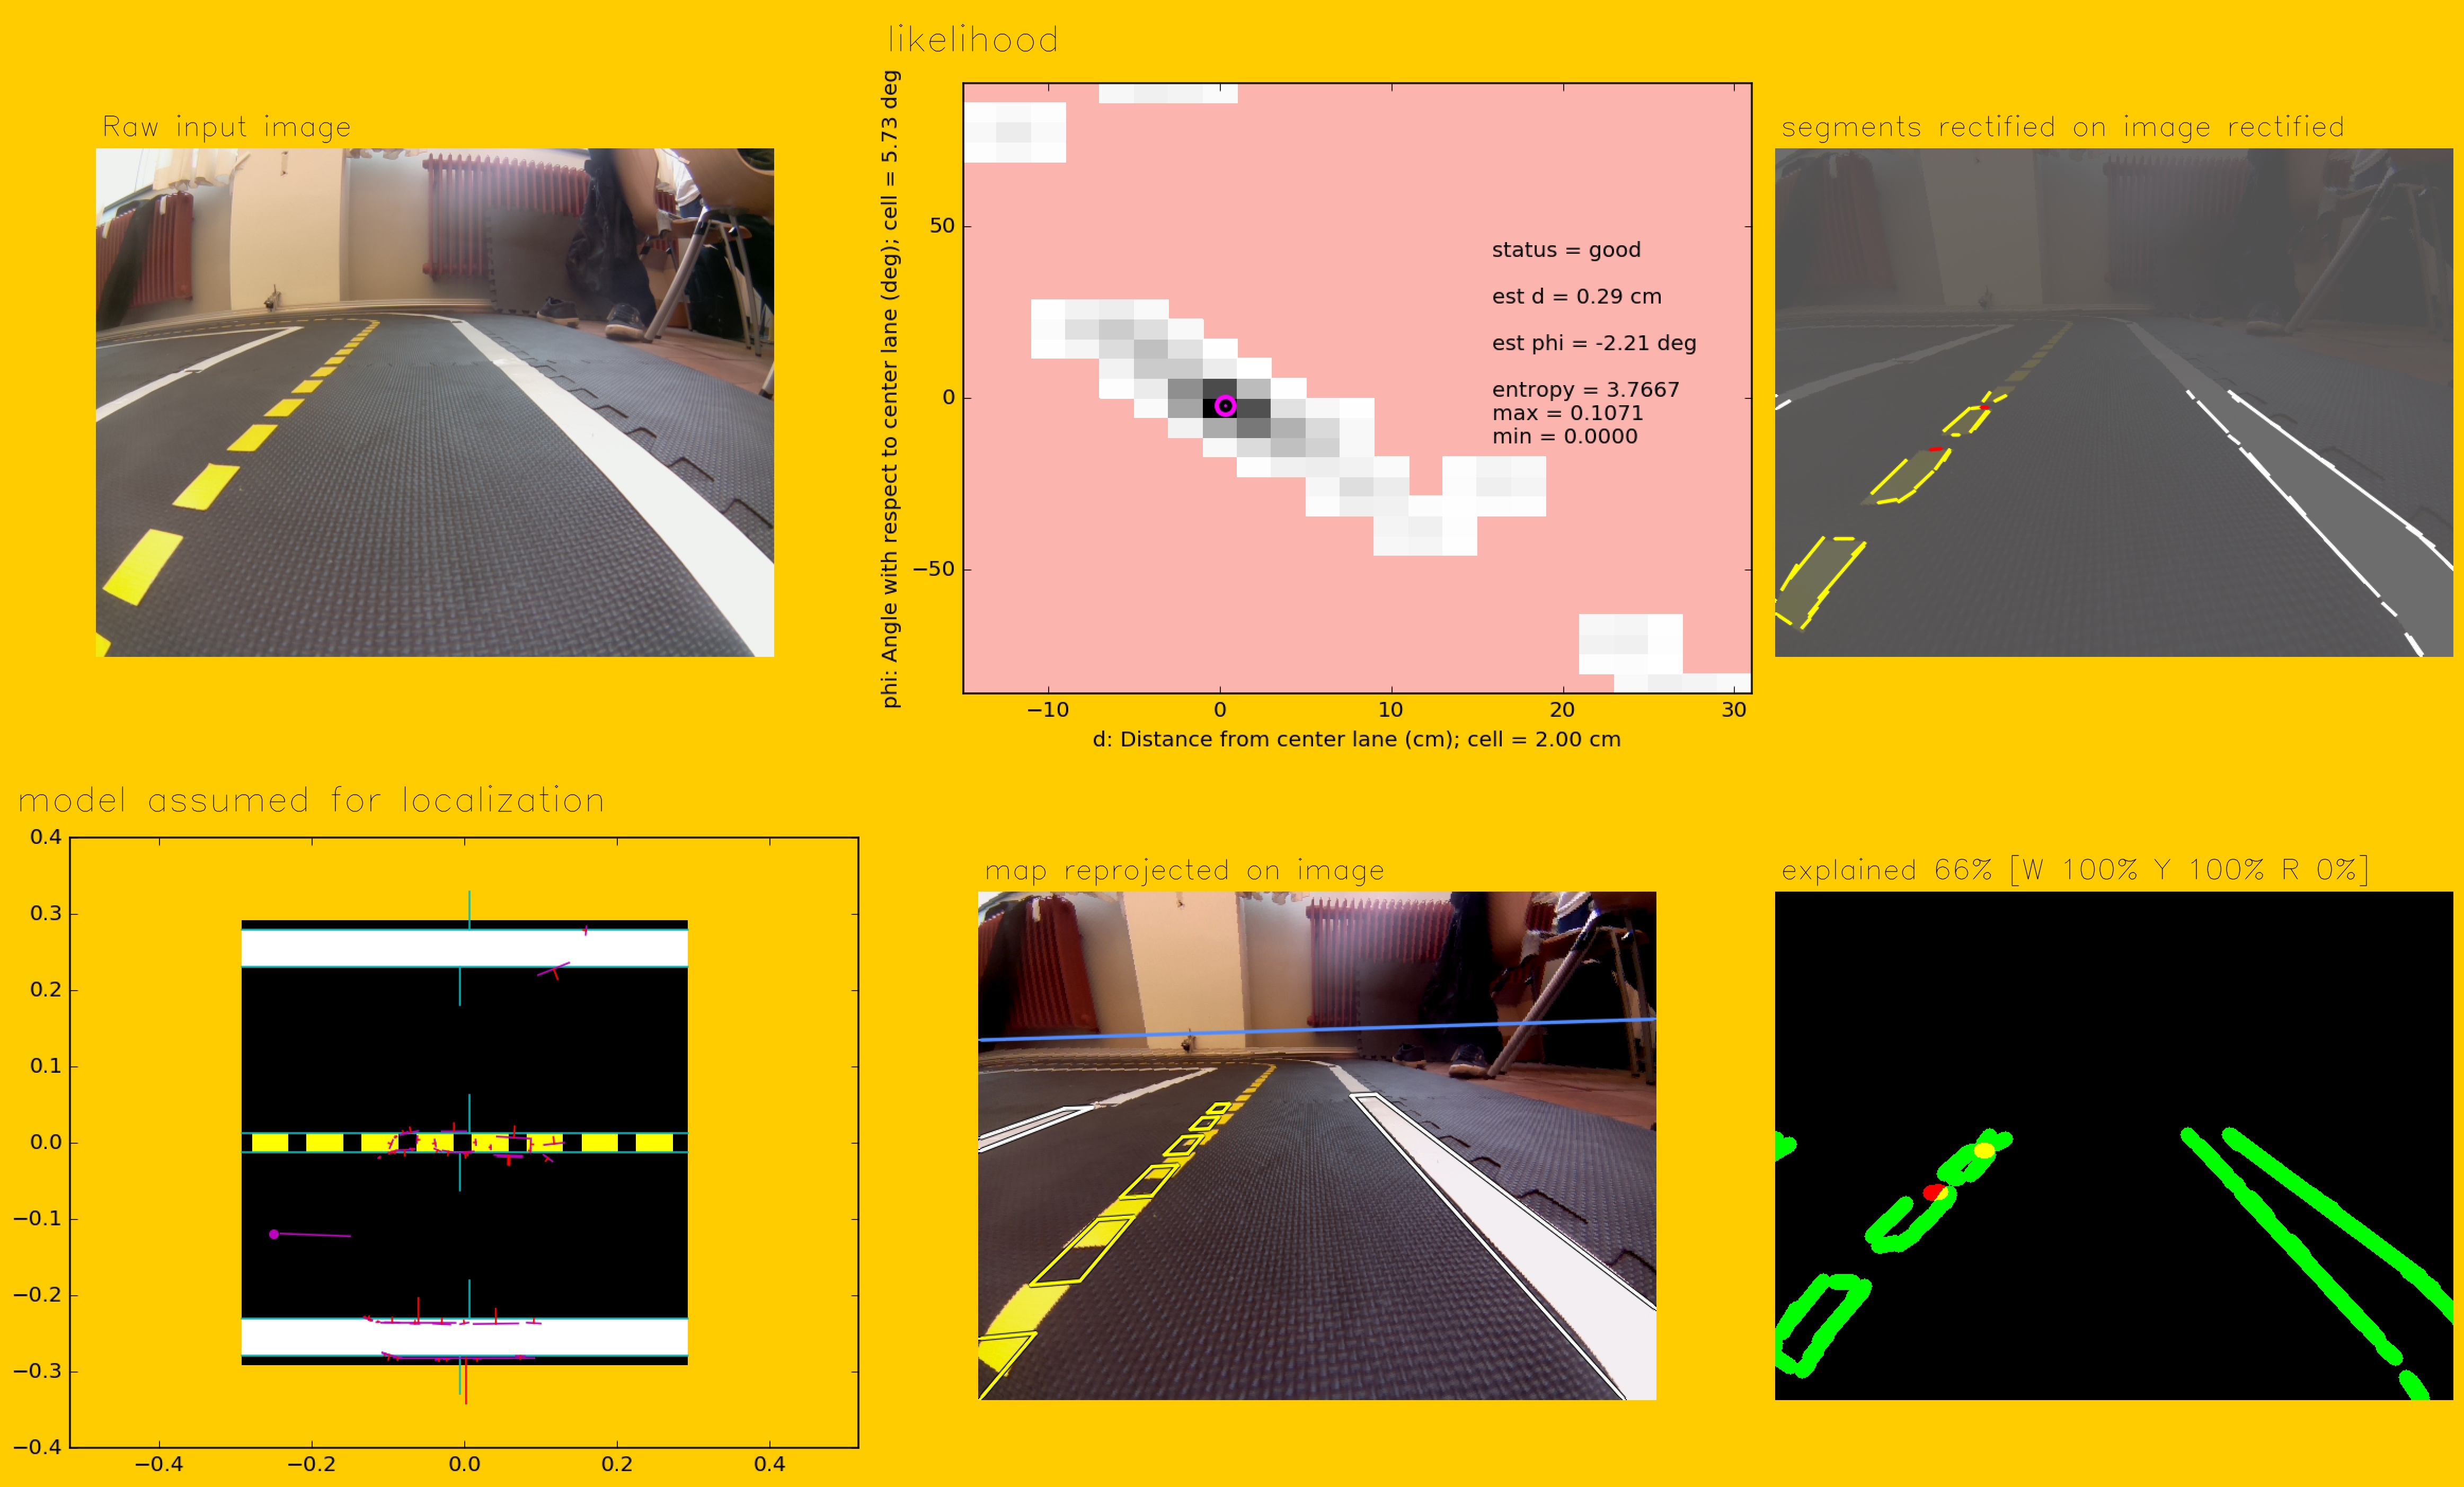 likelihood
Raw input image
segments rectified on image rectified
phi: Angle with respect to center lane (deg); cell = 5.73 deg
50
0
−50
status = good
est d = 0.29 cm
est phi = -2.21 deg
entropy = 3.7667
max = 0.1071
min = 0.0000
−10
0
10
20
30
d: Distance from center lane (cm); cell = 2.00 cm
model assumed for localization
0.4
0.3
0.2
0.1
0.0
−0.1
−0.2
−0.3
−0.4
−0.4
−0.2
0.0
0.2
0.4
map reprojected on image
explained 66% [W 100% Y 100% R 0%]